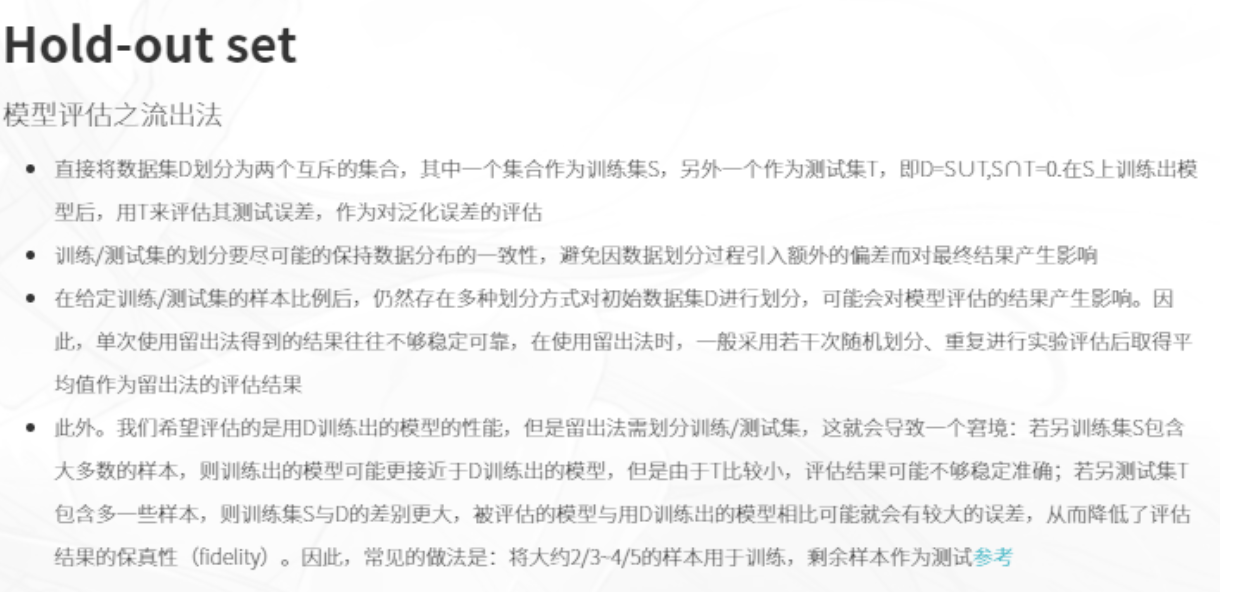 Hold-out set
模型评估之流出法
直接将数据集D划分为两个互斥的集合，其中一个集合作为训练集S，另外一个作为测试集T，即D=S∪T,S∩T=0.在S上训练出模
型后，用T来评估其测试误差，作为对泛化误差的评估
训练/测试集的划分要尽可能的保持数据分布的一致性，避免因数据划分过程引入额外的偏差而对最终结果产生影响
在给定训练/测试集的样本比例后，仍然存在多种划分方式对初始数据集D进行划分，可能会对模型评估的结果产生影响。因
此，单次使用留出法得到的结果往往不够稳定可靠，在使用留出法时，一般采用若干次随机划分、重复进行实验评估后取得平
均值作为留出法的评估结果
此外。我们希望评估的是用D训练出的模型的性能，但是留出法需划分训练/测试集，这就会导致一个窘境：若另训练集S包含
大多数的样本，则训练出的模型可能更接近于D训练出的模型，但是由于T比较小，评估结果可能不够稳定准确；若另测试集T
包含多一些样本，则训练集S与D的差别更大，被评估的模型与用D训练出的模型相比可能就会有较大的误差，从而降低了评估
结果的保真性（fidelity）。因此，常见的做法是：将大约2/3~4/5的样本用于训练，剩余样本作为测试参考